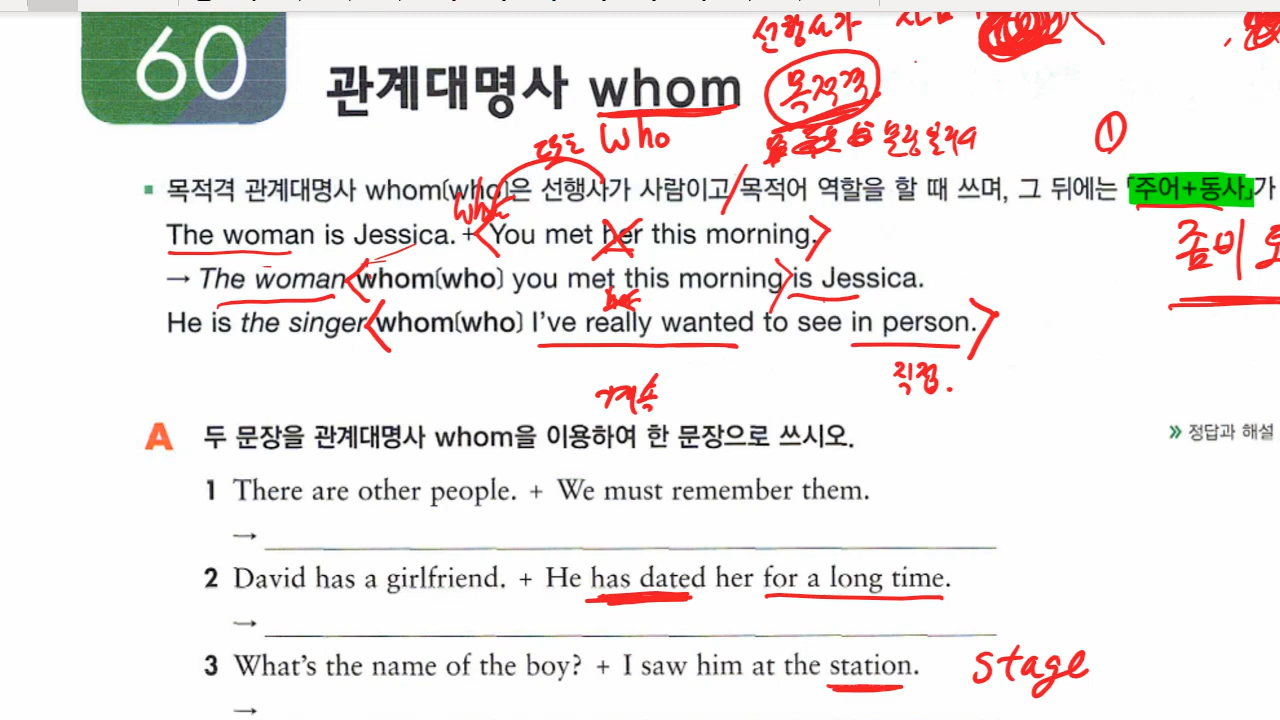 선행사가
60
관계대명사 whom 목적격
Who 불랑불랑 ①
목적격 관계대명사 whom(who)은 선행사가 사람이고 목적어 역할을 할 때 쓰며, 그 뒤에는 「주어+동사」가
The woman is Jessica. + You met her this morning.
좀비
→ The woman whom(who) you met this morning is Jessica.
her
He is the singer whom(who) I've really wanted to see in person.
계속 직접.
A 두 문장을 관계대명사 whom을 이용하여 한 문장으로 쓰시오. » 정답과 해설
1 There are other people. + We must remember them.
→
2 David has a girlfriend. + He has dated her for a long time.
→
3 What's the name of the boy? + I saw him at the station. stage
→